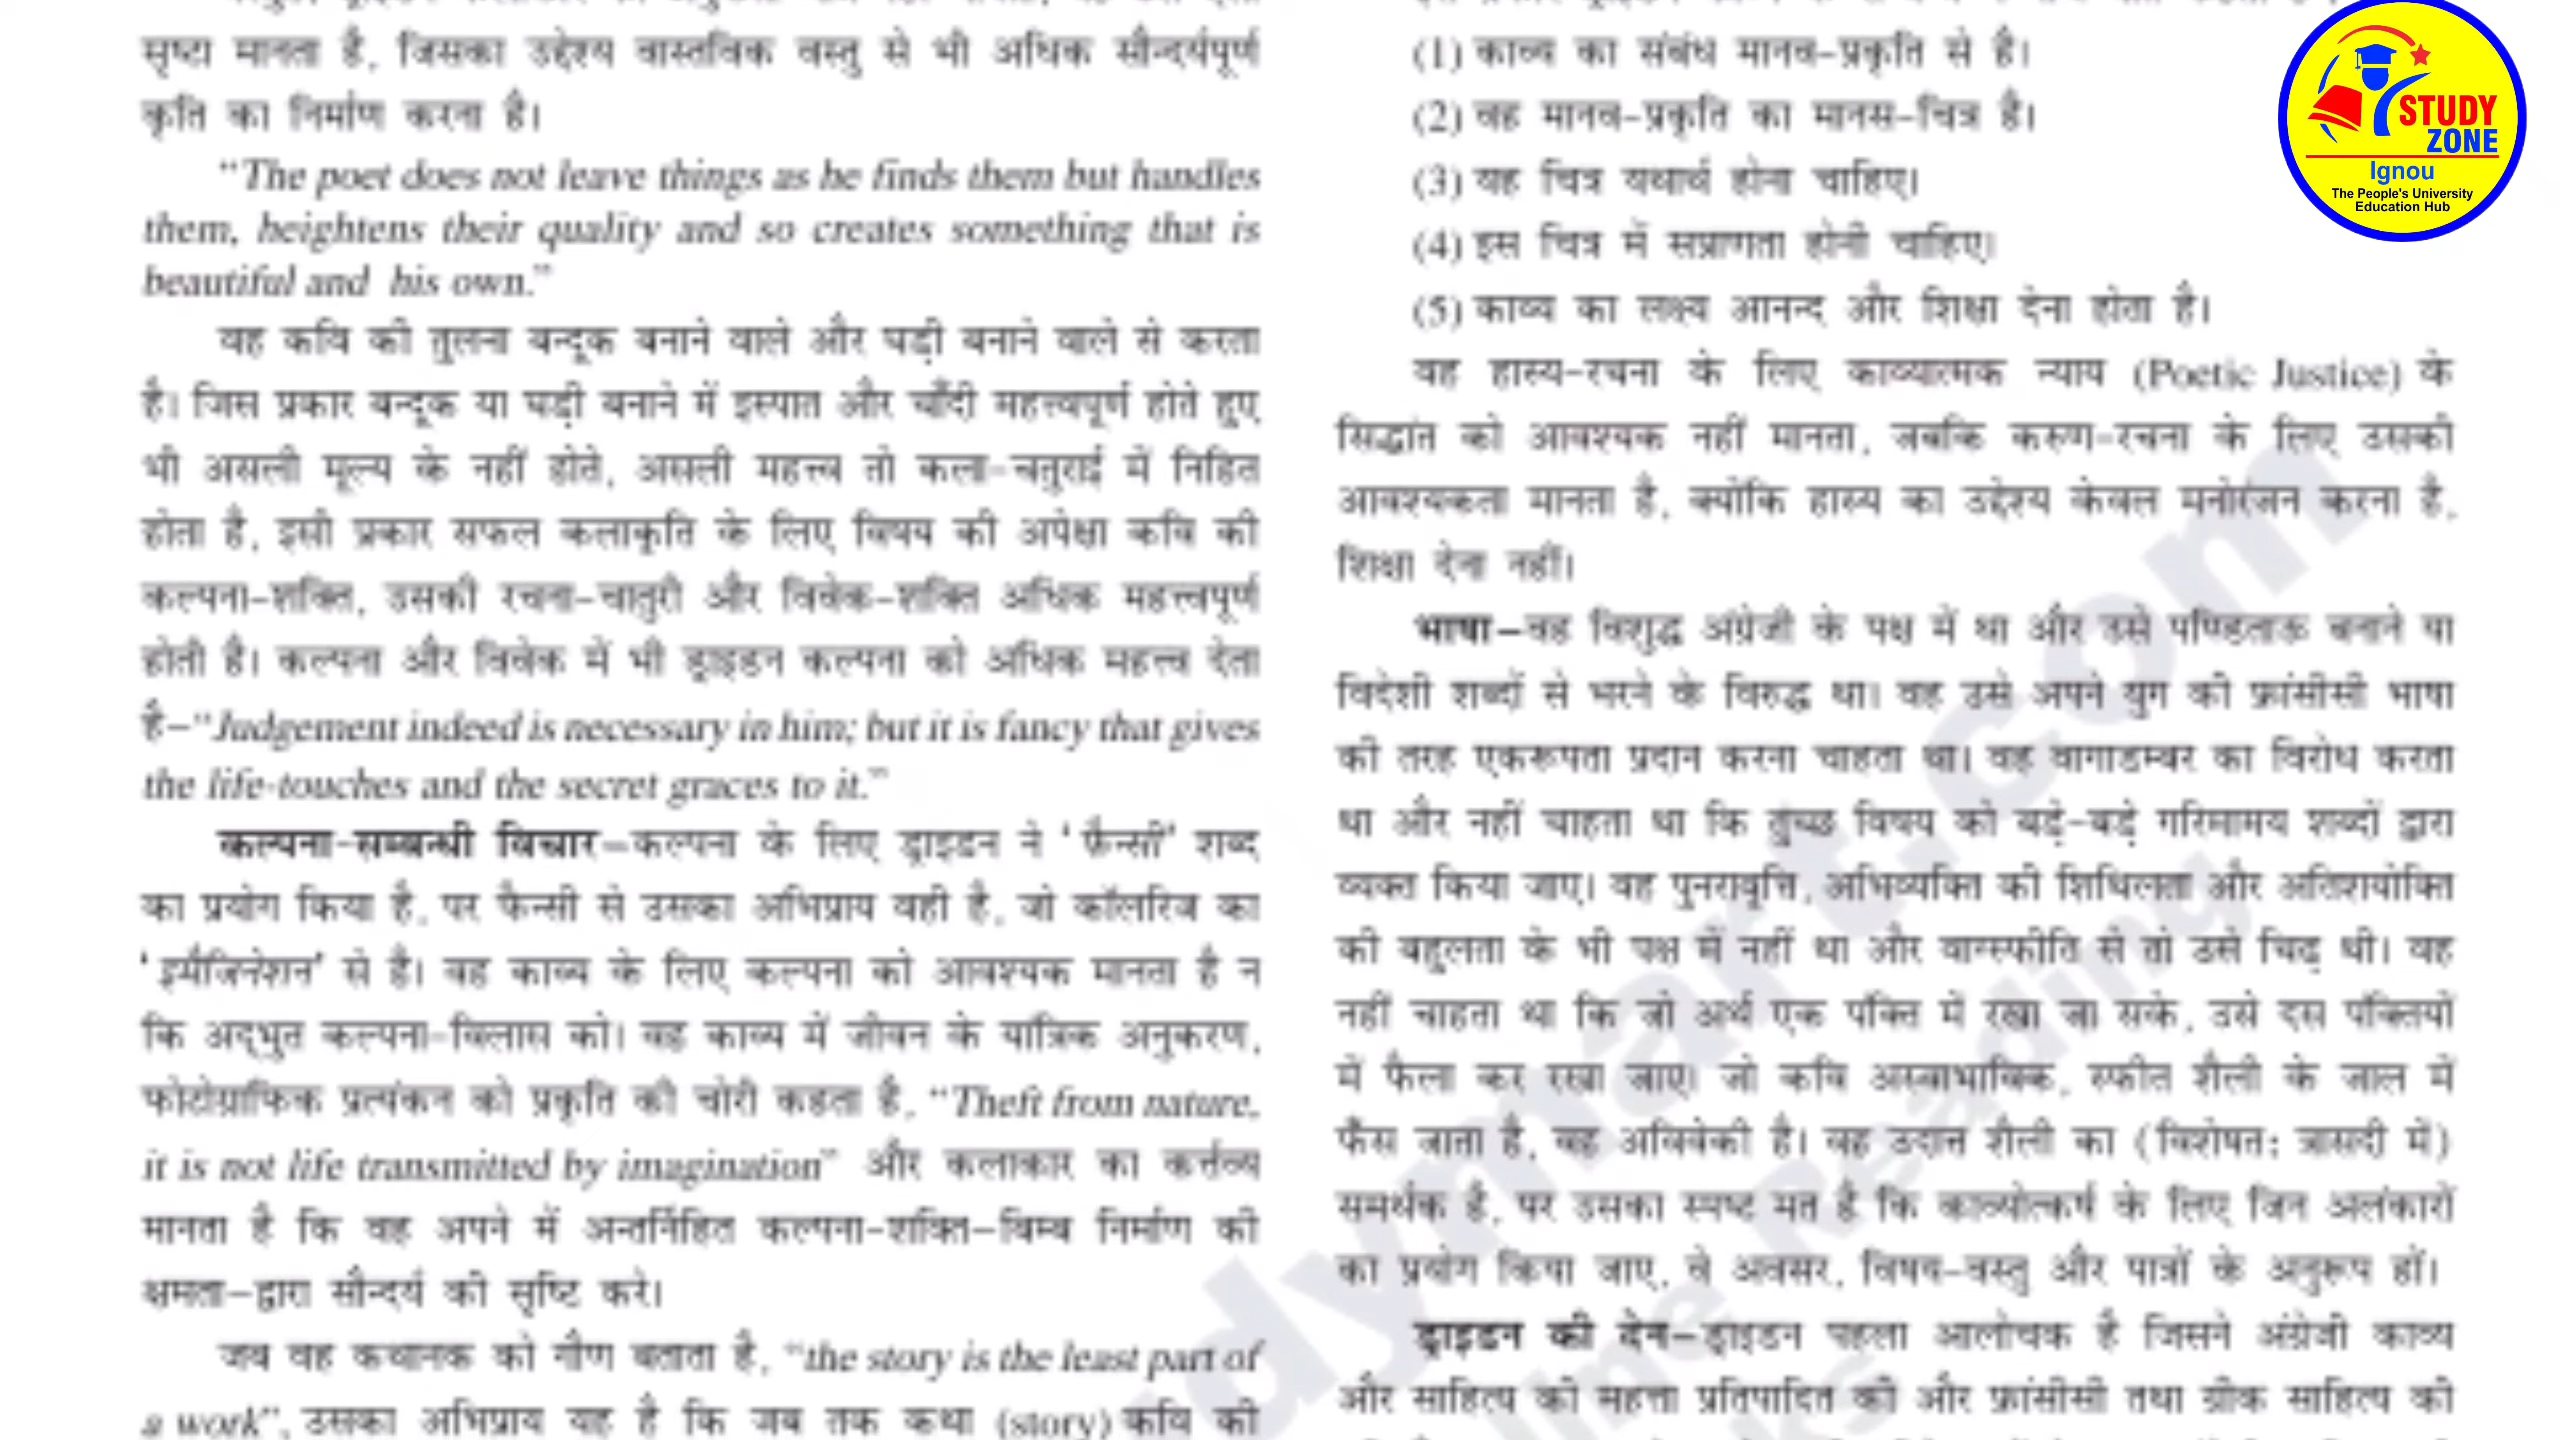 सृष्टा मानता है, जिसका उद्देश्य वास्तविक वस्तु से भी अधिक सौन्दर्यपूर्ण
कृति का निर्माण करना है।
“The poet does not leave things as he finds them but handles
them, heightens their quality and so creates something that is
beautiful and his own.”
वह कवि की तुलना बन्दूक बनाने वाले और घड़ी बनाने वाले से करता
है। जिस प्रकार बन्दूक या घड़ी बनाने में इस्पात और चाँदी महत्त्वपूर्ण होते हुए
भी असली मूल्य के नहीं होते, असली महत्त्व तो कला-चतुराई में निहित
होता है, इसी प्रकार सफल कलाकृति के लिए विषय की अपेक्षा कवि की
कल्पना-शक्ति, उसकी रचना-चातुरी और विवेक-शक्ति अधिक महत्त्वपूर्ण
होती है। कल्पना और विवेक में भी ड्राइडन कल्पना को अधिक महत्त्व देता
है–“Judgement indeed is necessary in him; but it is fancy that gives
the life-touches and the secret graces to it.”
कल्पना-सम्बन्धी विचार–कल्पना के लिए ड्राइडन ने ‘फ़ैन्सी’ शब्द
का प्रयोग किया है, पर फैन्सी से उसका अभिप्राय वही है, जो कॉलरिज का
‘इमैजिनेशन’ से है। वह काव्य के लिए कल्पना को आवश्यक मानता है न
कि अद्भुत कल्पना-विलास को। वह काव्य में जीवन के यांत्रिक अनुकरण,
फोटोग्राफिक प्रत्यंकन को प्रकृति की चोरी कहता है, “Theft from nature,
it is not life transmitted by imagination” और कलाकार का कर्त्तव्य
मानता है कि वह अपने में अन्तर्निहित कल्पना-शक्ति–बिम्ब निर्माण की
क्षमता–द्वारा सौन्दर्य की सृष्टि करे।
जब वह कथानक को गौण बताता है, “the story is the least part of
a work”, उसका अभिप्राय यह है कि जब तक कथा (story) कवि की
(1) काव्य का संबंध मानव-प्रकृति से है।
(2) वह मानव-प्रकृति का मानस-चित्र है।
(3) यह चित्र यथार्थ होना चाहिए।
(4) इस चित्र में सप्राणता होनी चाहिए।
(5) काव्य का लक्ष्य आनन्द और शिक्षा देना होता है।
वह हास्य-रचना के लिए काव्यात्मक न्याय (Poetic Justice) के
सिद्धांत को आवश्यक नहीं मानता, जबकि करुण-रचना के लिए उसकी
आवश्यकता मानता है, क्योंकि हास्य का उद्देश्य केवल मनोरंजन करना है,
शिक्षा देना नहीं।
भाषा–वह विशुद्ध अंग्रेजी के पक्ष में था और उसे पण्डिताऊ बनाने या
विदेशी शब्दों से भरने के विरुद्ध था। वह उसे अपने युग की फ्रांसीसी भाषा
की तरह एकरूपता प्रदान करना चाहता था। वह वागाडम्बर का विरोध करता
था और नहीं चाहता था कि तुच्छ विषय को बड़े-बड़े गरिमामय शब्दों द्वारा
व्यक्त किया जाए। वह पुनरावृत्ति, अभिव्यक्ति की शिथिलता और अतिशयोक्ति
की बहुलता के भी पक्ष में नहीं था और वाग्स्फीति से तो उसे चिढ़ थी। वह
नहीं चाहता था कि जो अर्थ एक पंक्ति में रखा जा सके, उसे दस पंक्तियों
में फैला कर रखा जाए। जो कवि अस्वाभाविक, स्फीत शैली के जाल में
फँस जाता है, वह अविवेकी है। वह उदात्त शैली का (विशेषत: त्रासदी में)
समर्थक है, पर उसका स्पष्ट मत है कि काव्योत्कर्ष के लिए जिन अलंकारों
का प्रयोग किया जाए, वे अवसर, विषय-वस्तु और पात्रों के अनुरूप हों।
ड्राइडन की देन–ड्राइडन पहला आलोचक है जिसने अंग्रेजी काव्य
और साहित्य की महत्ता प्रतिपादित की और फ्रांसीसी तथा ग्रीक साहित्य की
STUDY
ZONE
Ignou
The People's University
Education Hub